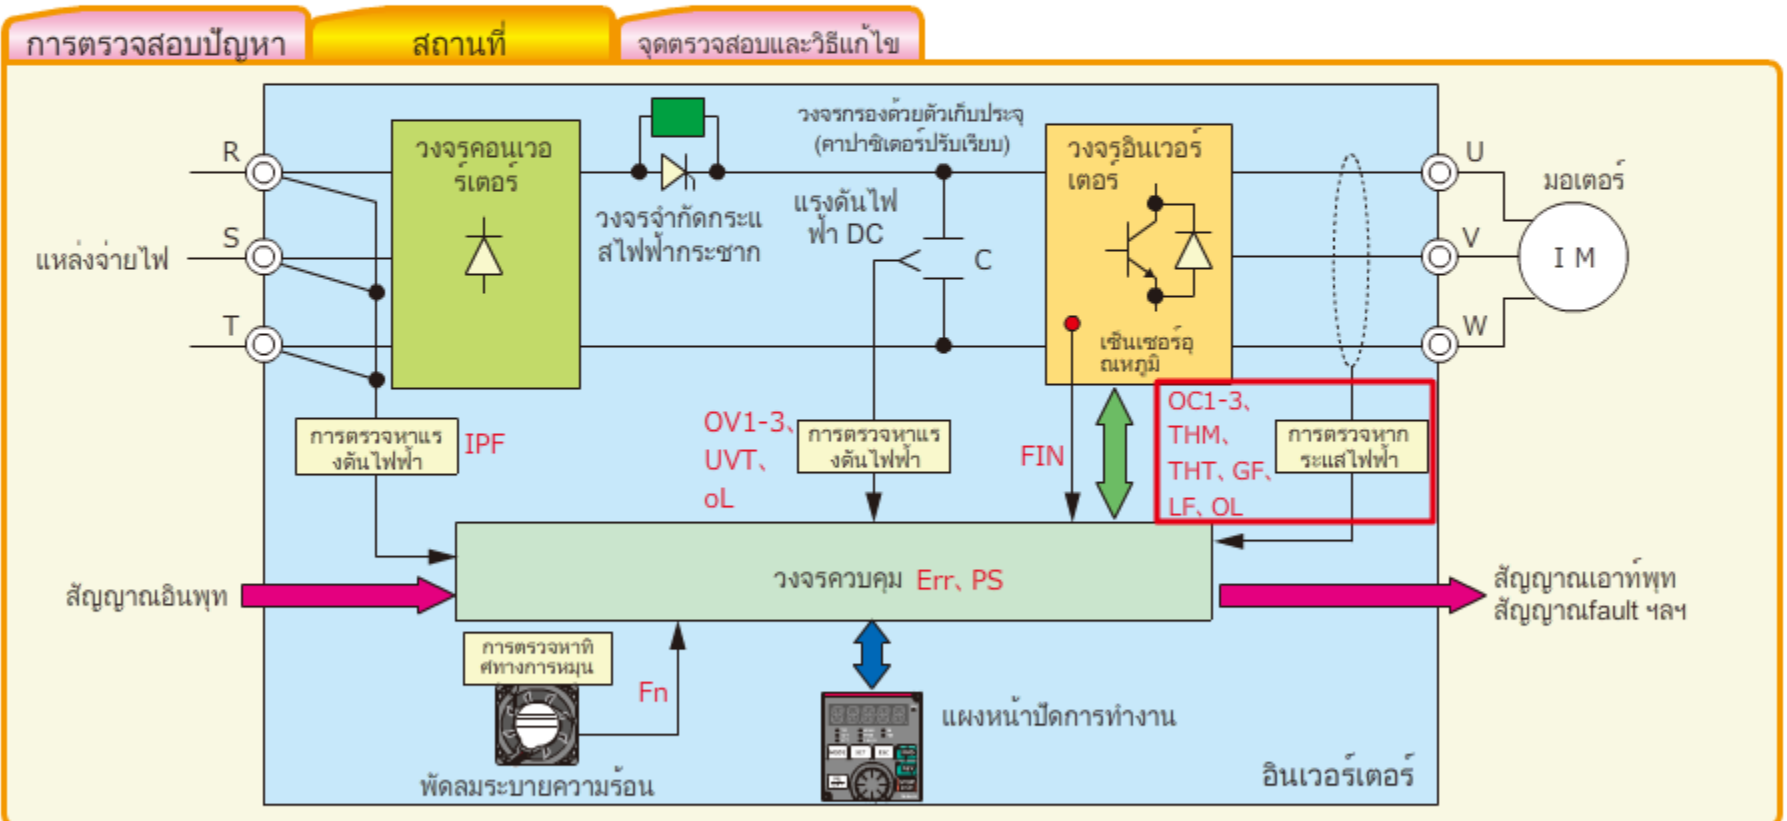 การตรวจสอบปัญหา
สถานที่
จุดตรวจสอบและวิธีแก้ไข
R
S
T
แหล่งจ่ายไฟ
วงจรคอนเวอ
ร์เตอร์
วงจรจำกัดกระแ
สไฟฟ้ากระชาก
วงจรกรองด้วยตัวเก็บประจุ
(คาปาซิเตอร์ปรับเรียบ)
แรงดันไฟ
ฟ้า DC
C
วงจรอินเวอร์
เตอร์
เซ็นเซอร์อุ
ณหภูมิ
U
V
W
มอเตอร์
I M
การตรวจหาแร
งดันไฟฟ้า
IPF
OV1-3、
UVT、
oL
การตรวจหาแร
งดันไฟฟ้า
FIN
OC1-3、
THM、
THT、GF、
LF、OL
การตรวจหาก
ระแสไฟฟ้า
วงจรควบคุม Err、PS
สัญญาณอินพุท
สัญญาณเอาท์พุท
สัญญาณfault ฯลฯ
การตรวจหาทิ
ศทางการหมุน
Fn
พัดลมระบายความร้อน
แผงหน้าปัดการทำงาน
อินเวอร์เตอร์